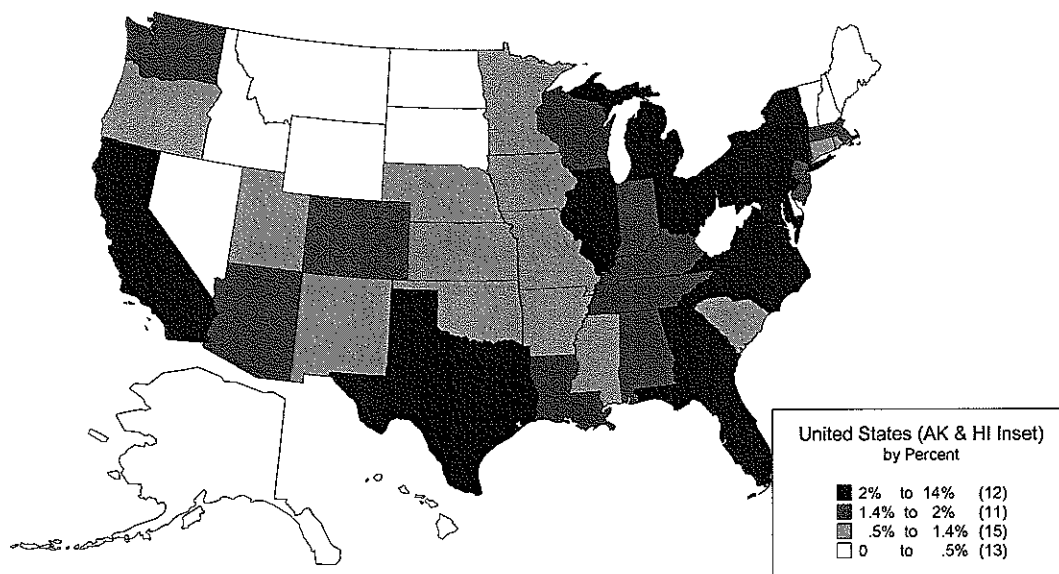 United States (AK & HI Inset)
by Percent
2% to 14% (12)
1.4% to 2% (11)
.5% to 1.4% (15)
0 to .5% (13)